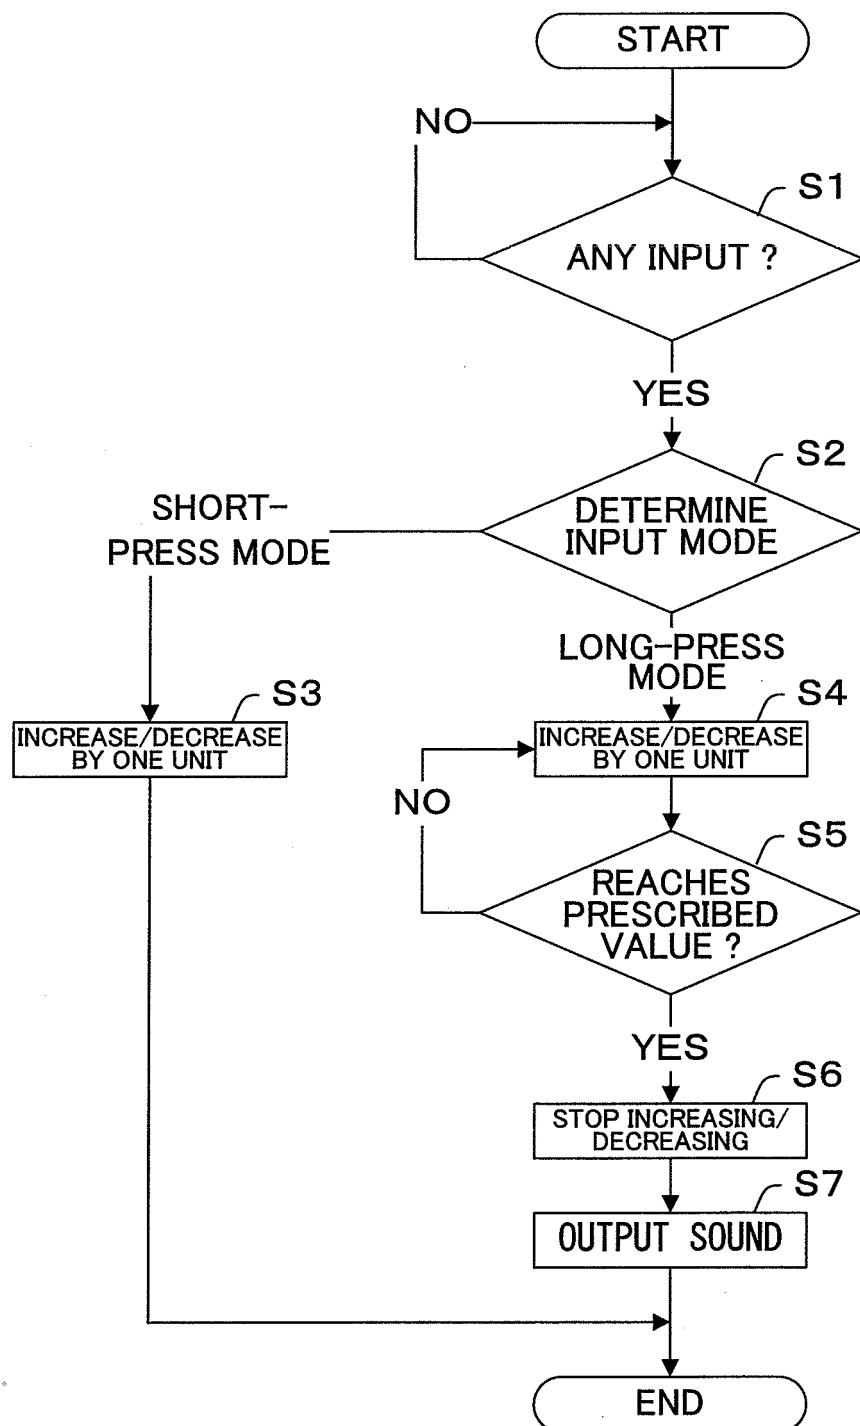 START
NO
S1
ANY INPUT ?
YES
S2
DETERMINE
INPUT MODE
SHORT-
PRESS MODE
LONG-PRESS
MODE
S3
INCREASE/DECREASE
BY ONE UNIT
S4
INCREASE/DECREASE
BY ONE UNIT
NO
S5
REACHES
PRESCRIBED
VALUE ?
YES
S6
STOP INCREASING/
DECREASING
S7
OUTPUT SOUND
END